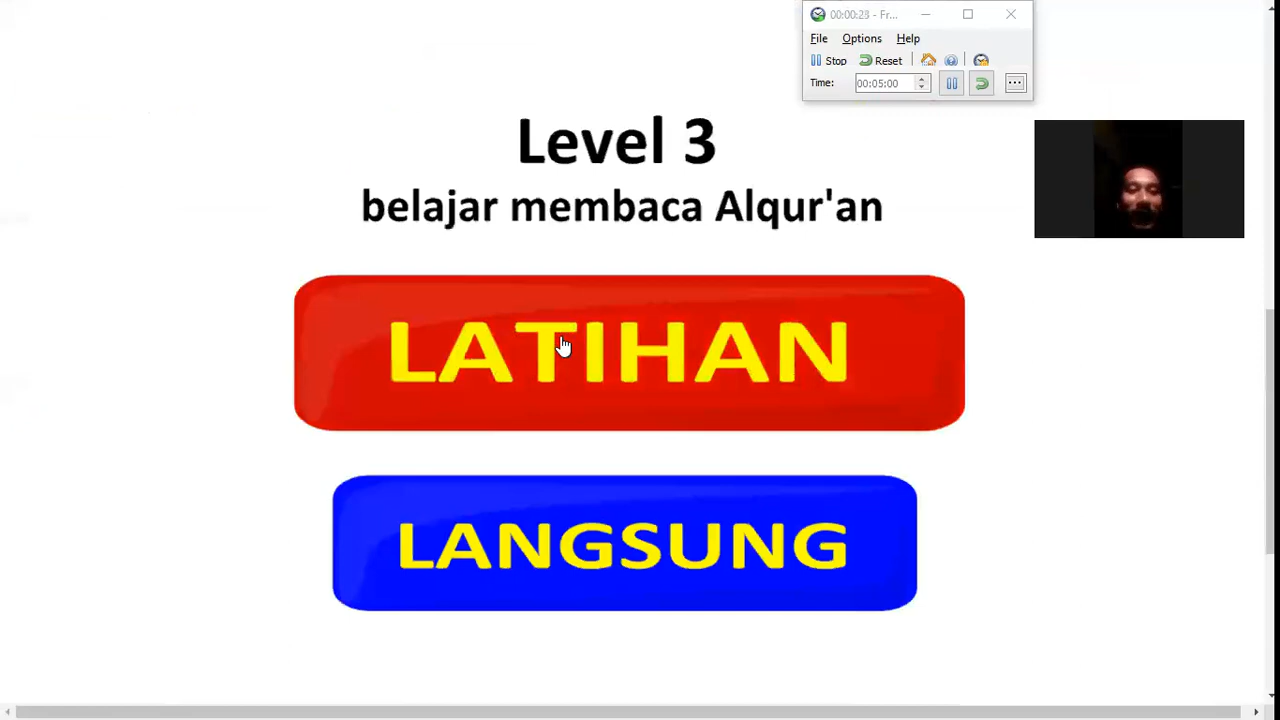 00:00:23 - Fr...
File Options Help
Stop Reset
Time: 00:05:00
Level 3
belajar membaca Alqur'an
LATIHAN
LANGSUNG